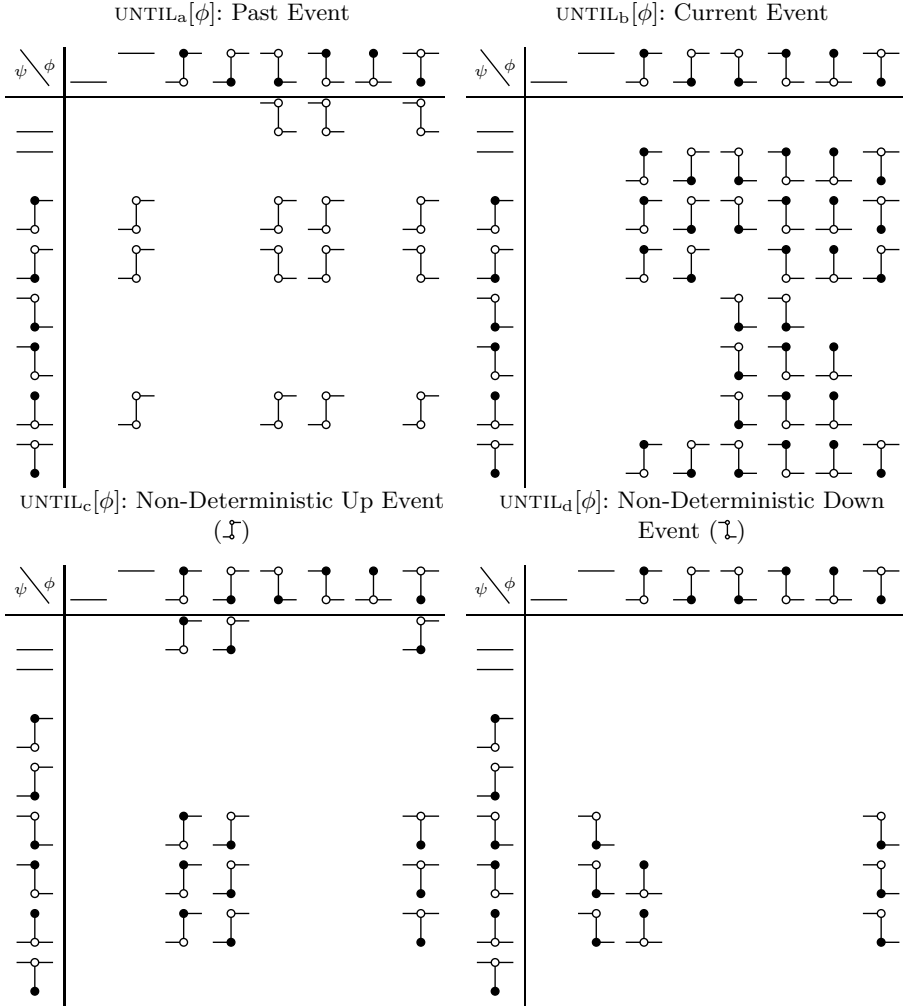 UNTILa[ϕ]: Past Event
UNTILb[ϕ]: Current Event
ψ ϕ
ψ ϕ
UNTILc[ϕ]: Non-Deterministic Up Event
( )
UNTILd[ϕ]: Non-Deterministic Down
Event ( )
ψ ϕ
ψ ϕ